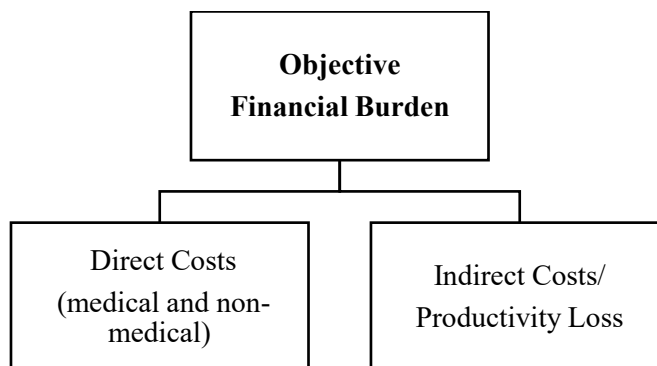 Objective
Financial Burden
Direct Costs
(medical and non-
medical)
Indirect Costs/
Productivity Loss